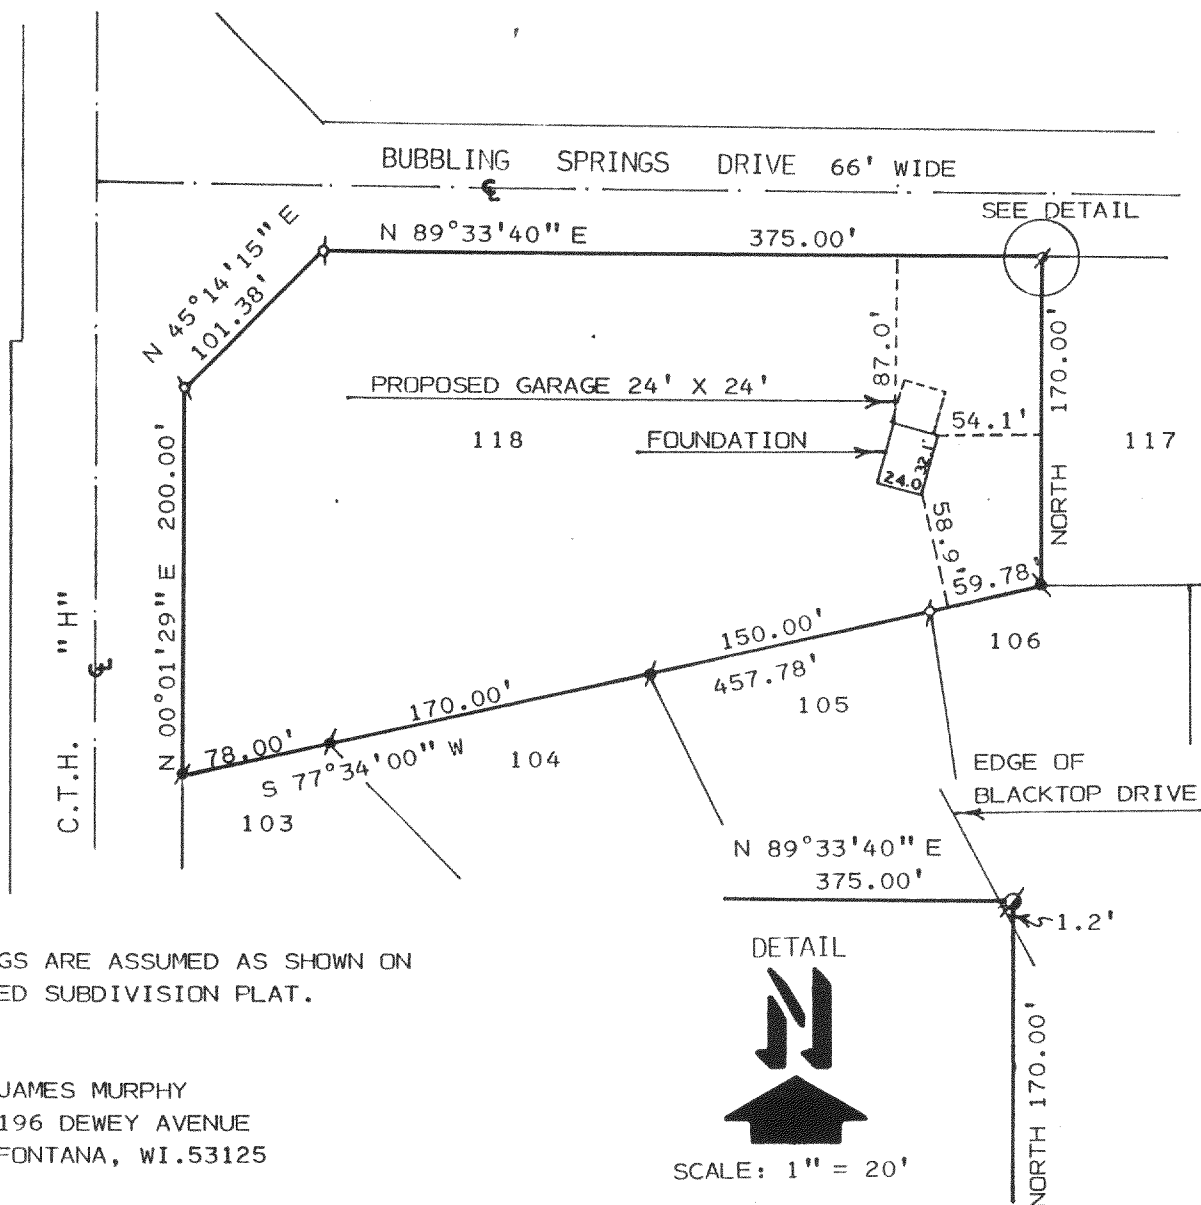 BUBBLING SPRINGS DRIVE 66' WIDE
SEE DETAIL
N 89°33'40" E 375.00'
N 45°14'15" E
101.38'
87.0'
NORTH 170.00'
PROPOSED GARAGE 24' X 24'
54.1'
118
FOUNDATION
117
24.0
32.1'
58.9'
N 00°01'29" E 200.00'
59.78'
C.T.H. "H"
150.00'
106
457.78'
170.00'
105
78.00'
S 77°34'00" W
104
103
EDGE OF
BLACKTOP DRIVE
N 89°33'40" E
375.00'
1.2'
DETAIL
N
NORTH 170.00'
SCALE: 1" = 20'
GS ARE ASSUMED AS SHOWN ON
ED SUBDIVISION PLAT.
JAMES MURPHY
196 DEWEY AVENUE
FONTANA, WI.53125